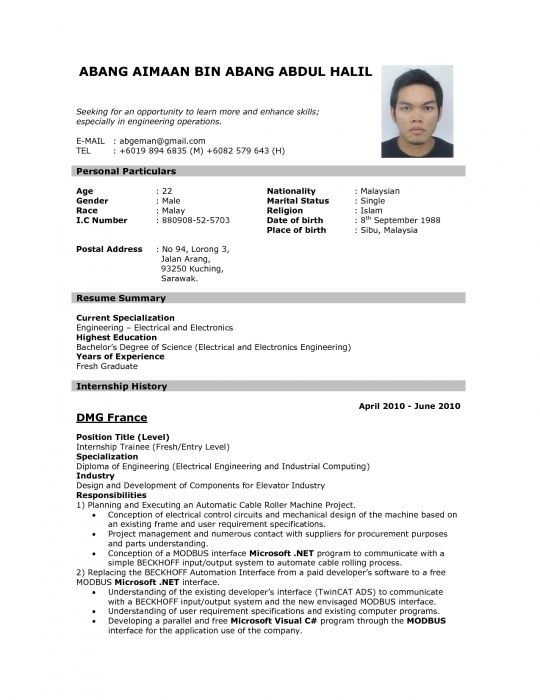 ABANG AIMAAN BIN ABANG ABDUL HALIL
Seeking for an opportunity to learn more and enhance skills;
especially in engineering operations.
E-MAIL : abgeman@gmail.com
TEL : +6019 894 6835 (M) +6082 579 643 (H)
Personal Particulars
Age : 22 Nationality : Malaysian
Gender : Male Marital Status : Single
Race : Malay Religion : Islam
I.C Number : 880908-52-5703 Date of birth : 8th September 1988
Place of birth : Sibu, Malaysia
Postal Address : No 94, Lorong 3,
Jalan Arang,
93250 Kuching,
Sarawak.
Resume Summary
Current Specialization
Engineering – Electrical and Electronics
Highest Education
Bachelor's Degree of Science (Electrical and Electronics Engineering)
Years of Experience
Fresh Graduate
Internship History
April 2010 - June 2010
DMG France
Position Title (Level)
Internship Trainee (Fresh/Entry Level)
Specialization
Diploma of Engineering (Electrical Engineering and Industrial Computing)
Industry
Design and Development of Components for Elevator Industry
Responsibilities
1) Planning and Executing an Automatic Cable Roller Machine Project.
• Conception of electrical control circuits and mechanical design of the machine based on
an existing frame and user requirement specifications.
• Project management and numerous contact with suppliers for procurement purposes
and parts understanding.
• Conception of a MODBUS interface Microsoft .NET program to communicate with a
simple BECKHOFF input/output system to automate cable rolling process.
2) Replacing the BECKHOFF Automation Interface from a paid developer's software to a free
MODBUS Microsoft .NET interface.
• Understanding of the existing developer's interface (TwinCAT ADS) to communicate
with a BECKHOFF input/output system and the new envisaged MODBUS interface.
• Understanding of user requirement specifications and existing computer programs.
• Developing a parallel and free Microsoft Visual C# program through the MODBUS
interface for the application use of the company.